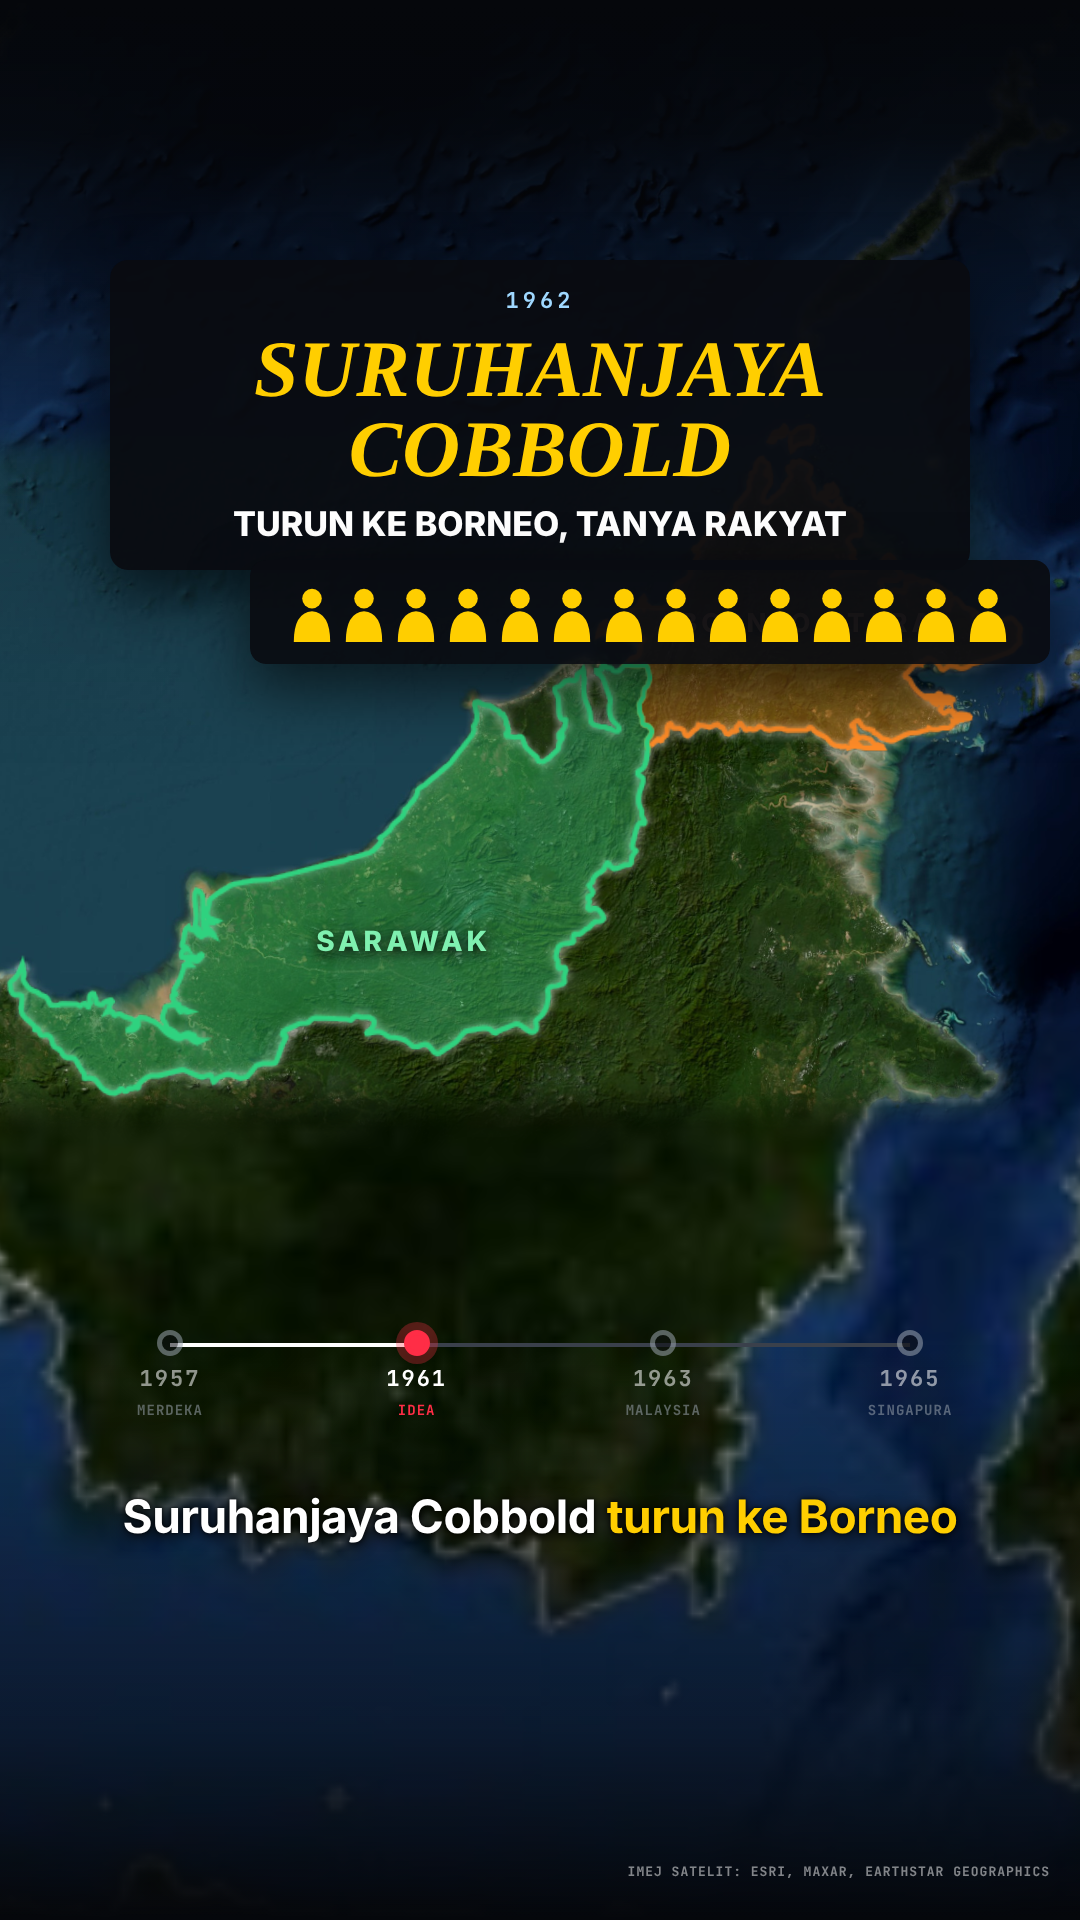 1962
SURUHANJAYA
COBBOLD
TURUN KE BORNEO, TANYA RAKYAT
SARAWAK
1957
MERDEKA
1961
IDEA
1963
MALAYSIA
1965
SINGAPURA
Suruhanjaya Cobbold turun ke Borneo
IMEJ SATELIT: ESRI, MAXAR, EARTHSTAR GEOGRAPHICS